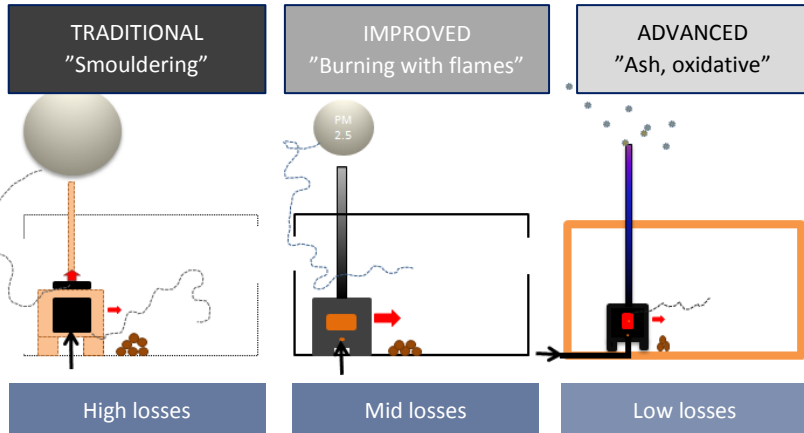 TRADITIONAL
”Smouldering”
IMPROVED
”Burning with flames”
ADVANCED
”Ash, oxidative”
PM
2.5
High losses
Mid losses
Low losses